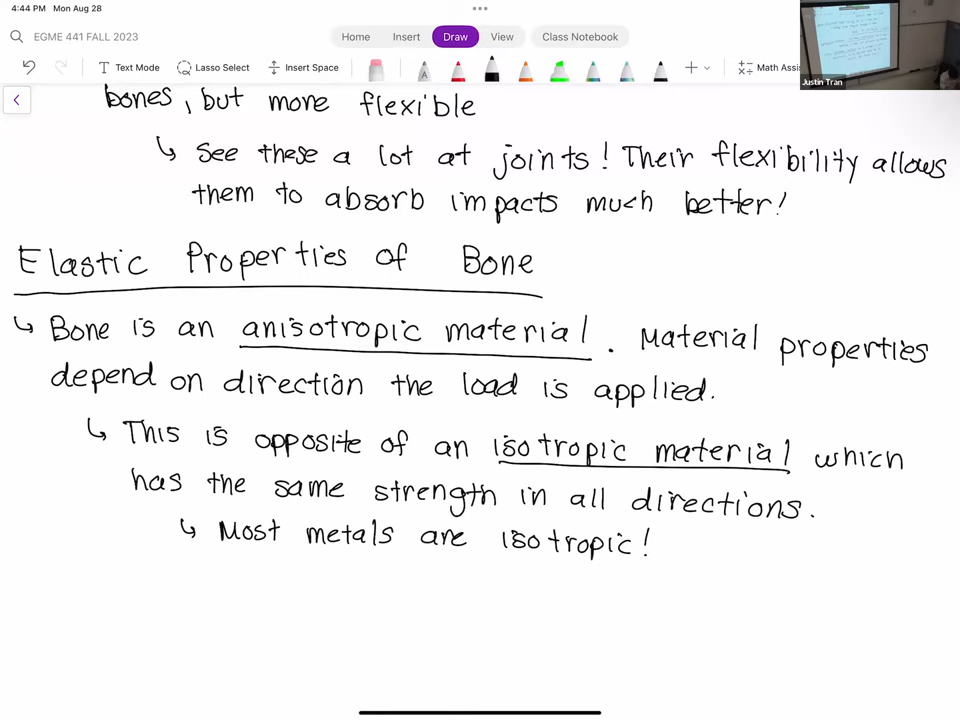 4:44 PM Mon Aug 28
EGME 441 FALL 2023
Home Insert Draw View Class Notebook
Text Mode Lasso Select Insert Space Math Assis
Justin Tran
bones, but more flexible
↳ See these a lot at joints! Their flexibility allows
them to absorb impacts much better!
Elastic Properties of Bone
↳ Bone is an anisotropic material. Material properties
depend on direction the load is applied.
↳ This is opposite of an isotropic material which
has the same strength in all directions.
↳ Most metals are isotropic!